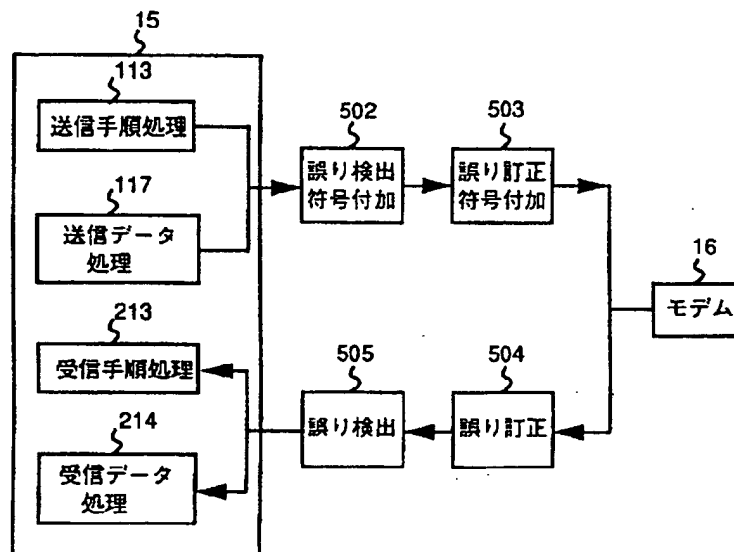 15
113
送信手順処理
117
送信データ
処理
213
受信手順処理
214
受信データ
処理
502
誤り検出
符号付加
503
誤り訂正
符号付加
16
モデム
505
誤り検出
504
誤り訂正